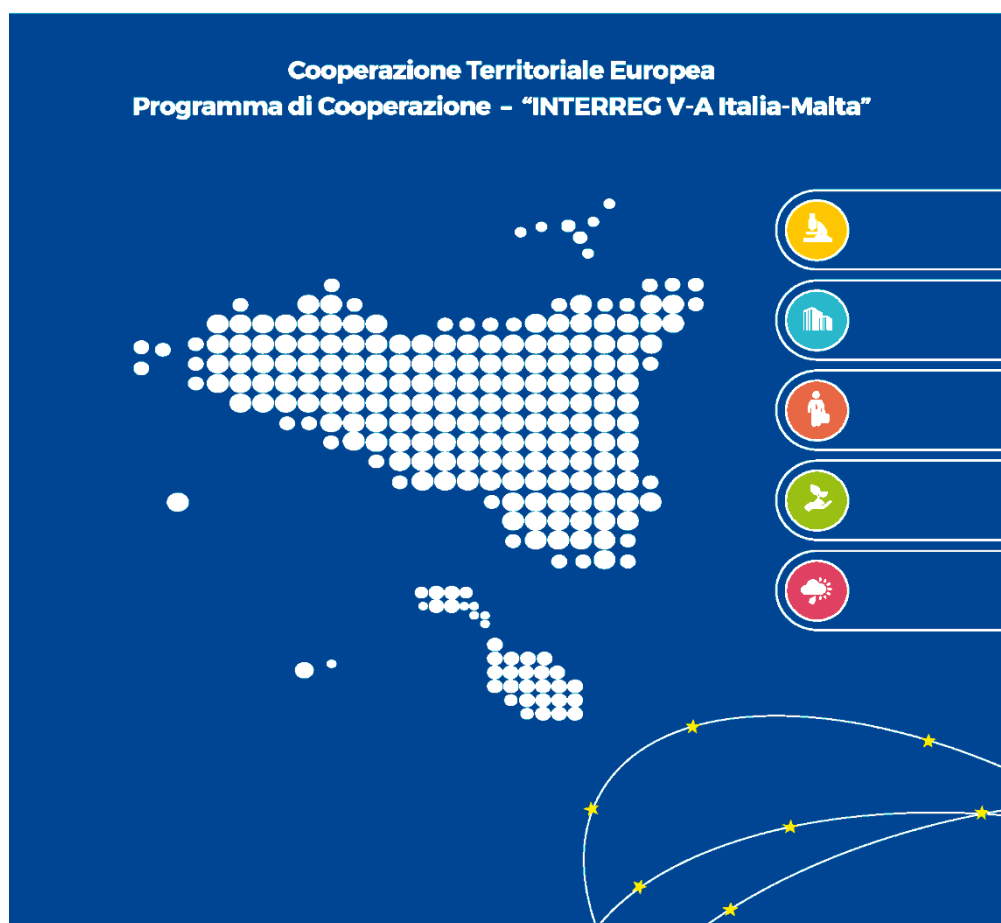 Cooperazione Territoriale Europea
Programma di Cooperazione – “INTERREG V-A Italia-Malta”